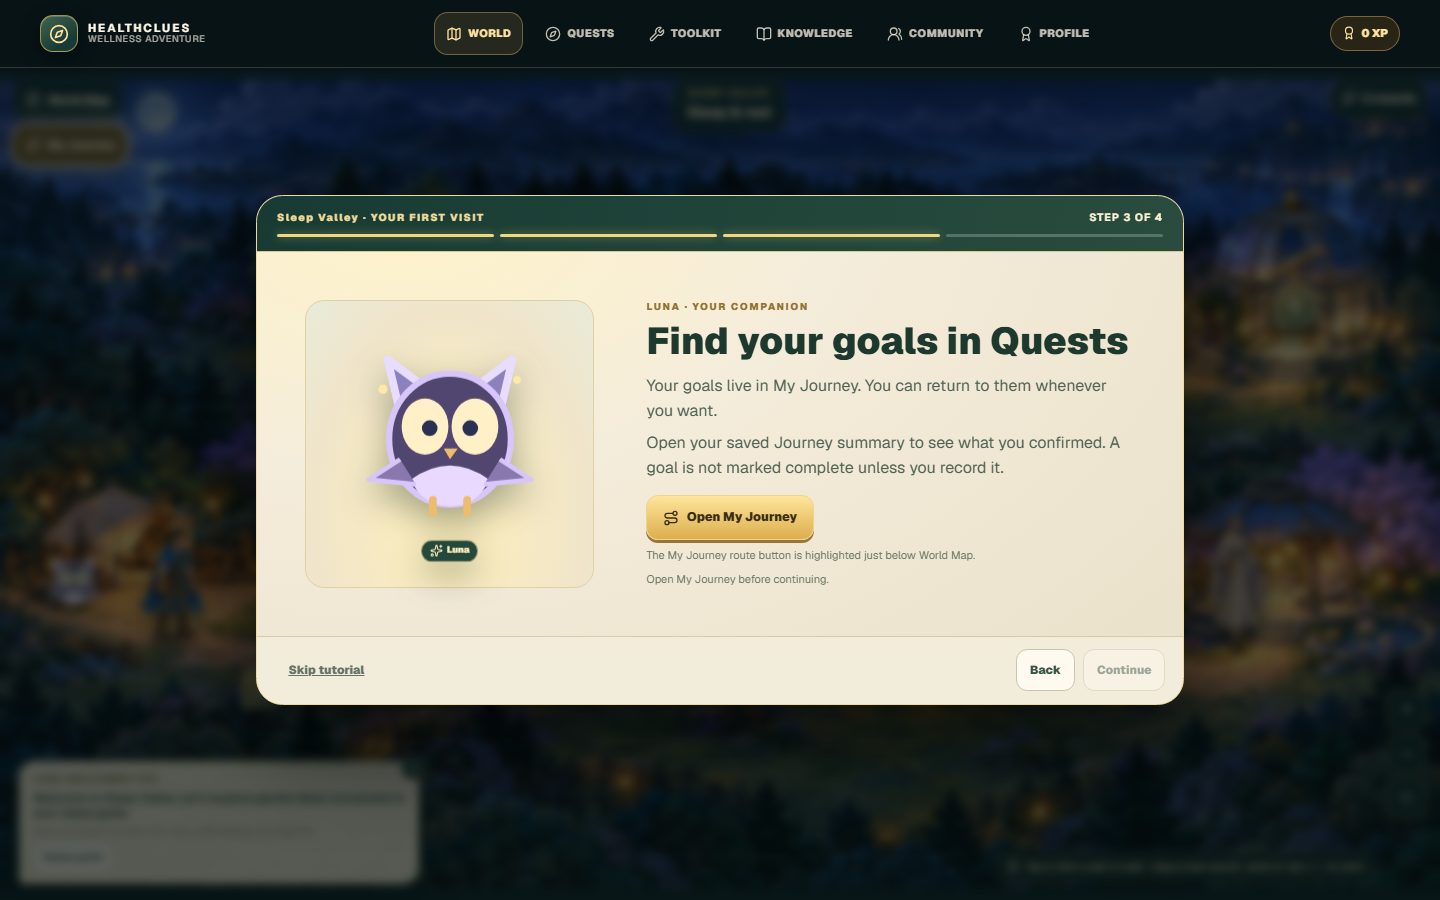 HEALTHCLUES
WELLNESS ADVENTURE
WORLD
QUESTS
TOOLKIT
KNOWLEDGE
COMMUNITY
PROFILE
0 XP
Sleep Valley · YOUR FIRST VISIT
STEP 3 OF 4
LUNA · YOUR COMPANION
Find your goals in Quests
Your goals live in My Journey. You can return to them whenever
you want.
Open your saved Journey summary to see what you confirmed. A
goal is not marked complete unless you record it.
Open My Journey
The My Journey route button is highlighted just below World Map.
Open My Journey before continuing.
Luna
Skip tutorial
Back
Continue